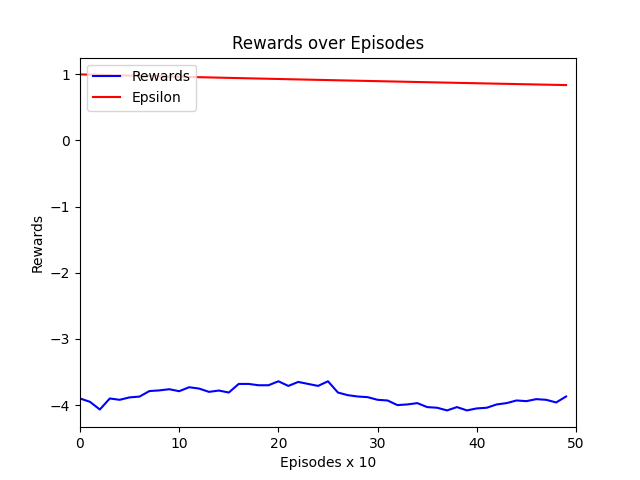 Rewards over Episodes
Rewards
Epsilon
1
0
−1
−2
−3
−4
Rewards
0
10
20
30
40
50
Episodes x 10